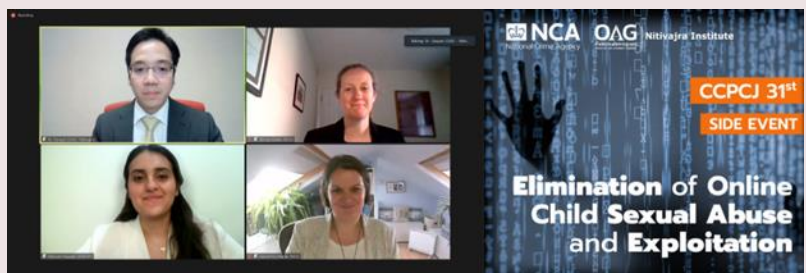 Recording
NCA
National Crime Agency
OAG
Nitivajra Institute
CCPCJ 31st
SIDE EVENT
Elimination of Online
Child Sexual Abuse
and Exploitation